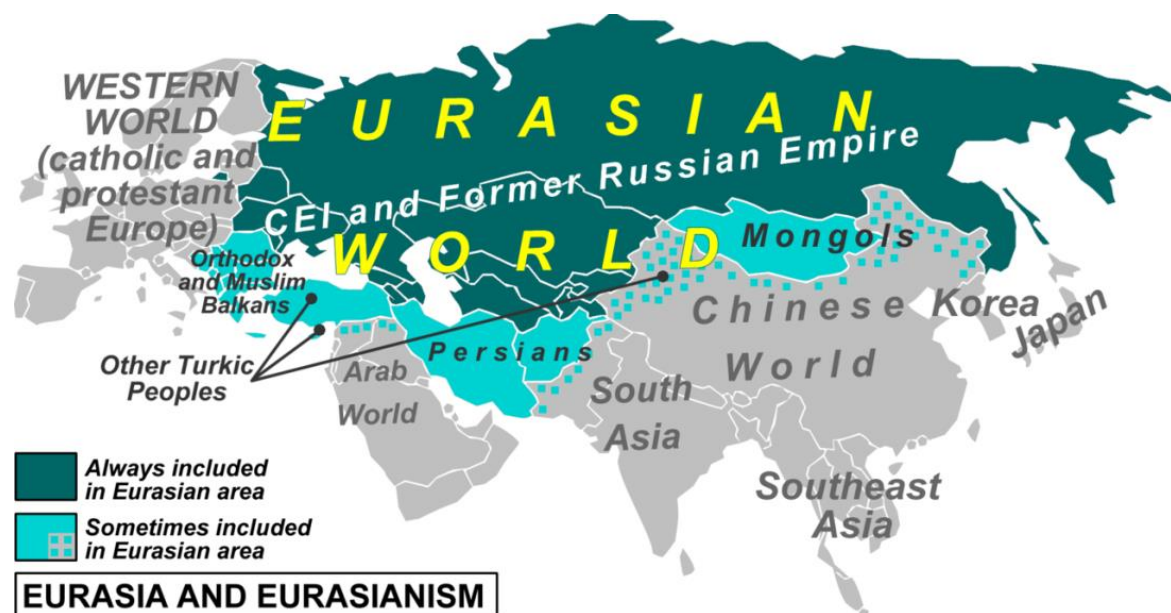 WESTERN
WORLD
(catholic and
protestant
Europe)
EURASIAN
CEI and Former Russian Empire
WORLD
Mongols
Orthodox
and Muslim
Balkans
Chinese
World
Korea
Japan
Other Turkic
Peoples
Persians
Arab
World
South
Asia
Southeast
Asia
Always included
in Eurasian area
Sometimes included
in Eurasian area
EURASIA AND EURASIANISM